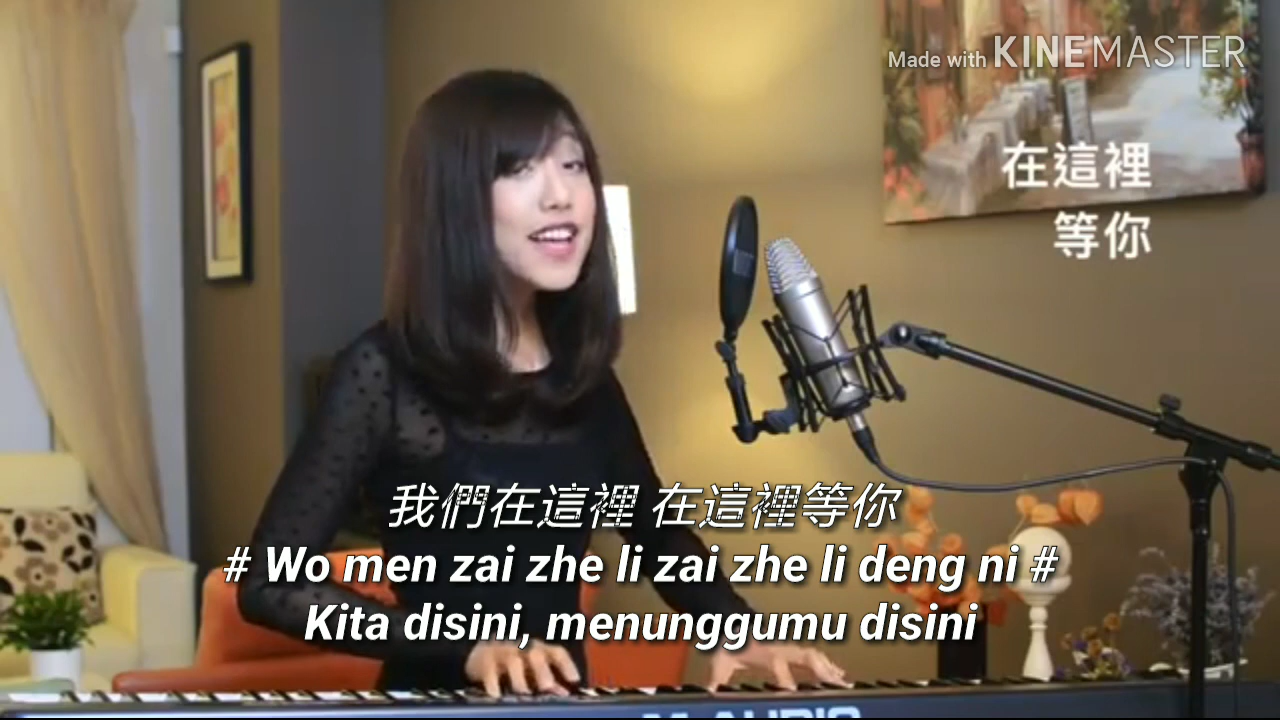 Made with KINEMASTER
在這裡
等你
我們在這裡 在這裡等你
# Wo men zai zhe li zai zhe li deng ni #
Kita disini, menunggumu disini
M-AUDIO